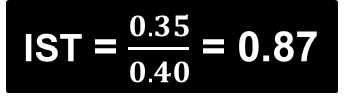 IST = 0.35/0.40 = 0.87